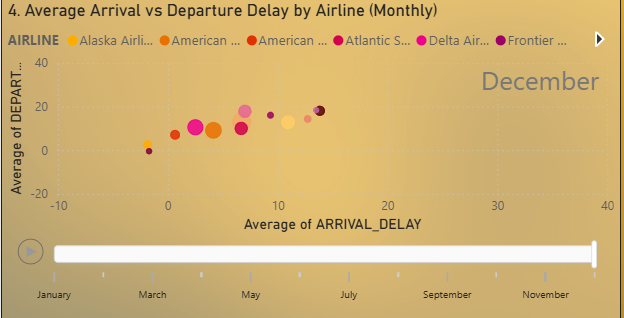 4. Average Arrival vs Departure Delay by Airline (Monthly)
AIRLINE Alaska Airli... American ... American ... Atlantic S... Delta Air... Frontier ...
Average of DEPART...
40
20
0
-20
December
-10 0 10 20 30 40
Average of ARRIVAL_DELAY
January March May July September November